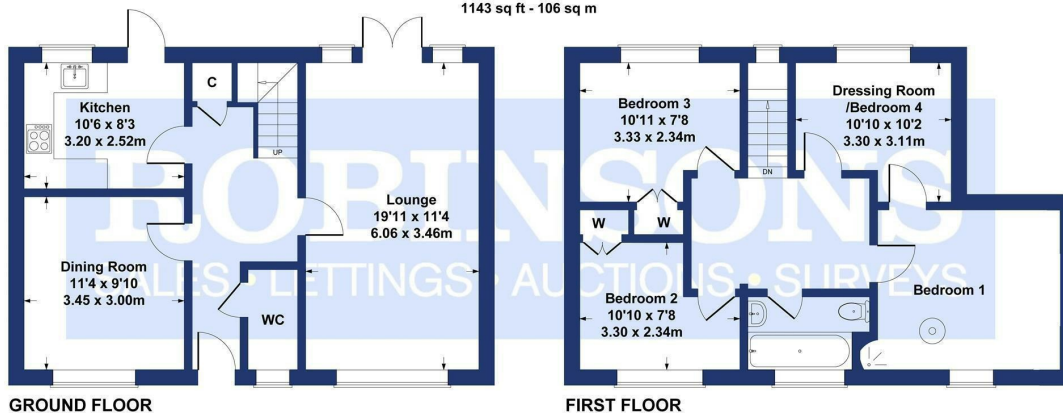 1143 sq ft - 106 sq m
Kitchen
10'6 x 8'3
3.20 x 2.52m
C
UP
Lounge
19'11 x 11'4
6.06 x 3.46m
Dining Room
11'4 x 9'10
3.45 x 3.00m
WC
Bedroom 3
10'11 x 7'8
3.33 x 2.34m
DN
Dressing Room
/Bedroom 4
10'10 x 10'2
3.30 x 3.11m
W
W
Bedroom 2
10'10 x 7'8
3.30 x 2.34m
Bedroom 1
ROBINSONS
SALES • LETTINGS • AUCTIONS • SURVEYS
GROUND FLOOR
FIRST FLOOR